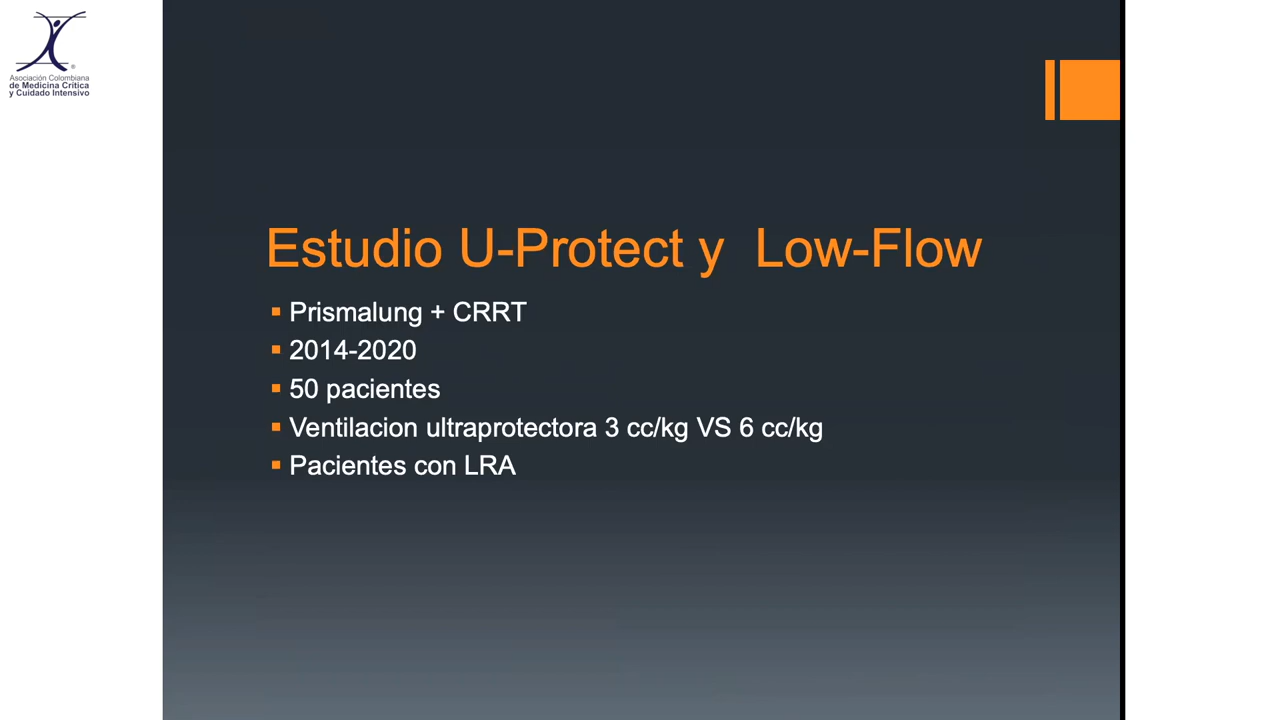 Asociación Colombiana
de Medicina Crítica
y Cuidado Intensivo
Estudio U-Protect y Low-Flow
Prismalung + CRRT
2014-2020
50 pacientes
Ventilacion ultraprotectora 3 cc/kg VS 6 cc/kg
Pacientes con LRA